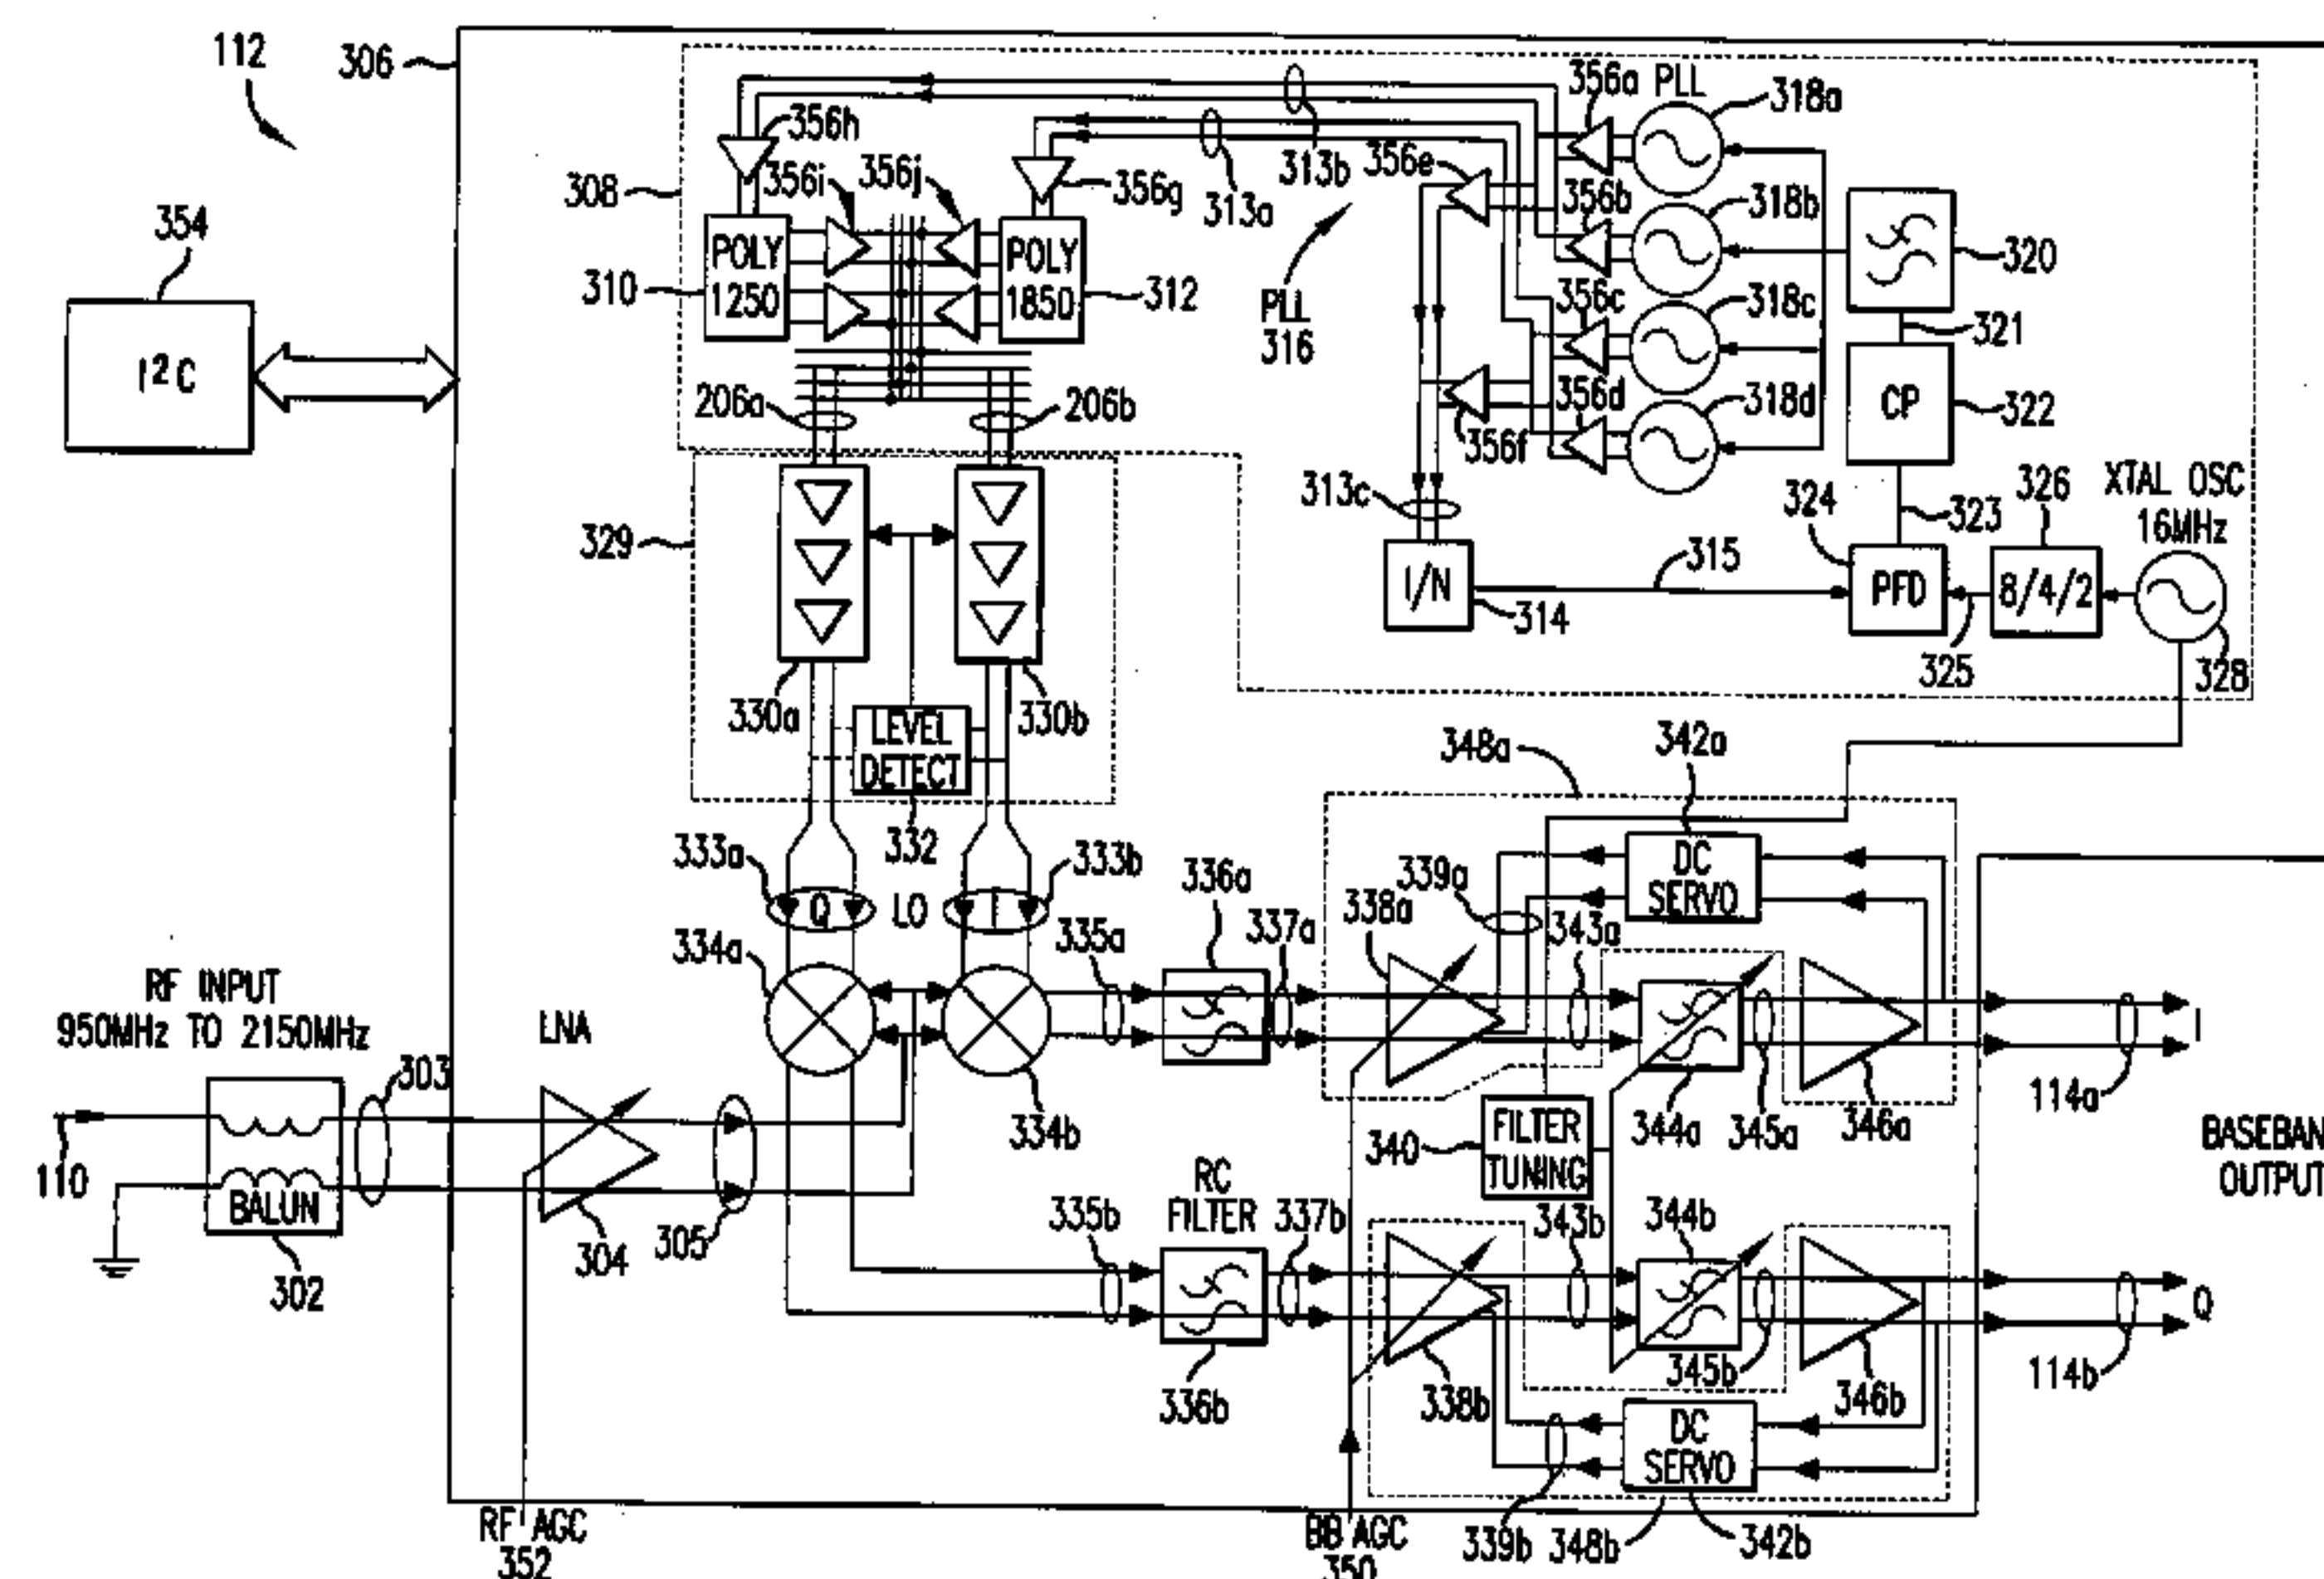 112
306
356a
PLL
318a
356h
313b
356e
308
356i
356j
356g
313a
356b
318b
354
POLY
1250
POLY
1850
310
312
PLL
316
356c
318c
320
321
I²C
206a
206b
356d
318d
CP
322
356f
329
313c
324
323
326
XTAL OSC
16MHz
I/N
314
315
PFD
325
8/4/2
328
330a
330b
LEVEL
DETECT
332
348a
342a
333a
Q
LO
I
333b
336a
339a
DC
SERVO
334a
335a
337a
338a
343a
RF INPUT
950MHz TO 2150MHz
LNA
303
I
110
BALUN
302
304
305
334b
RC
FILTER
340
FILTER
TUNING
344a
345a
346a
114a
BASEBAN
OUTPUT
335b
337b
343b
344b
Q
336b
338b
345b
346b
114b
DC
SERVO
RF AGC
352
BB AGC
350
339b
348b
342b